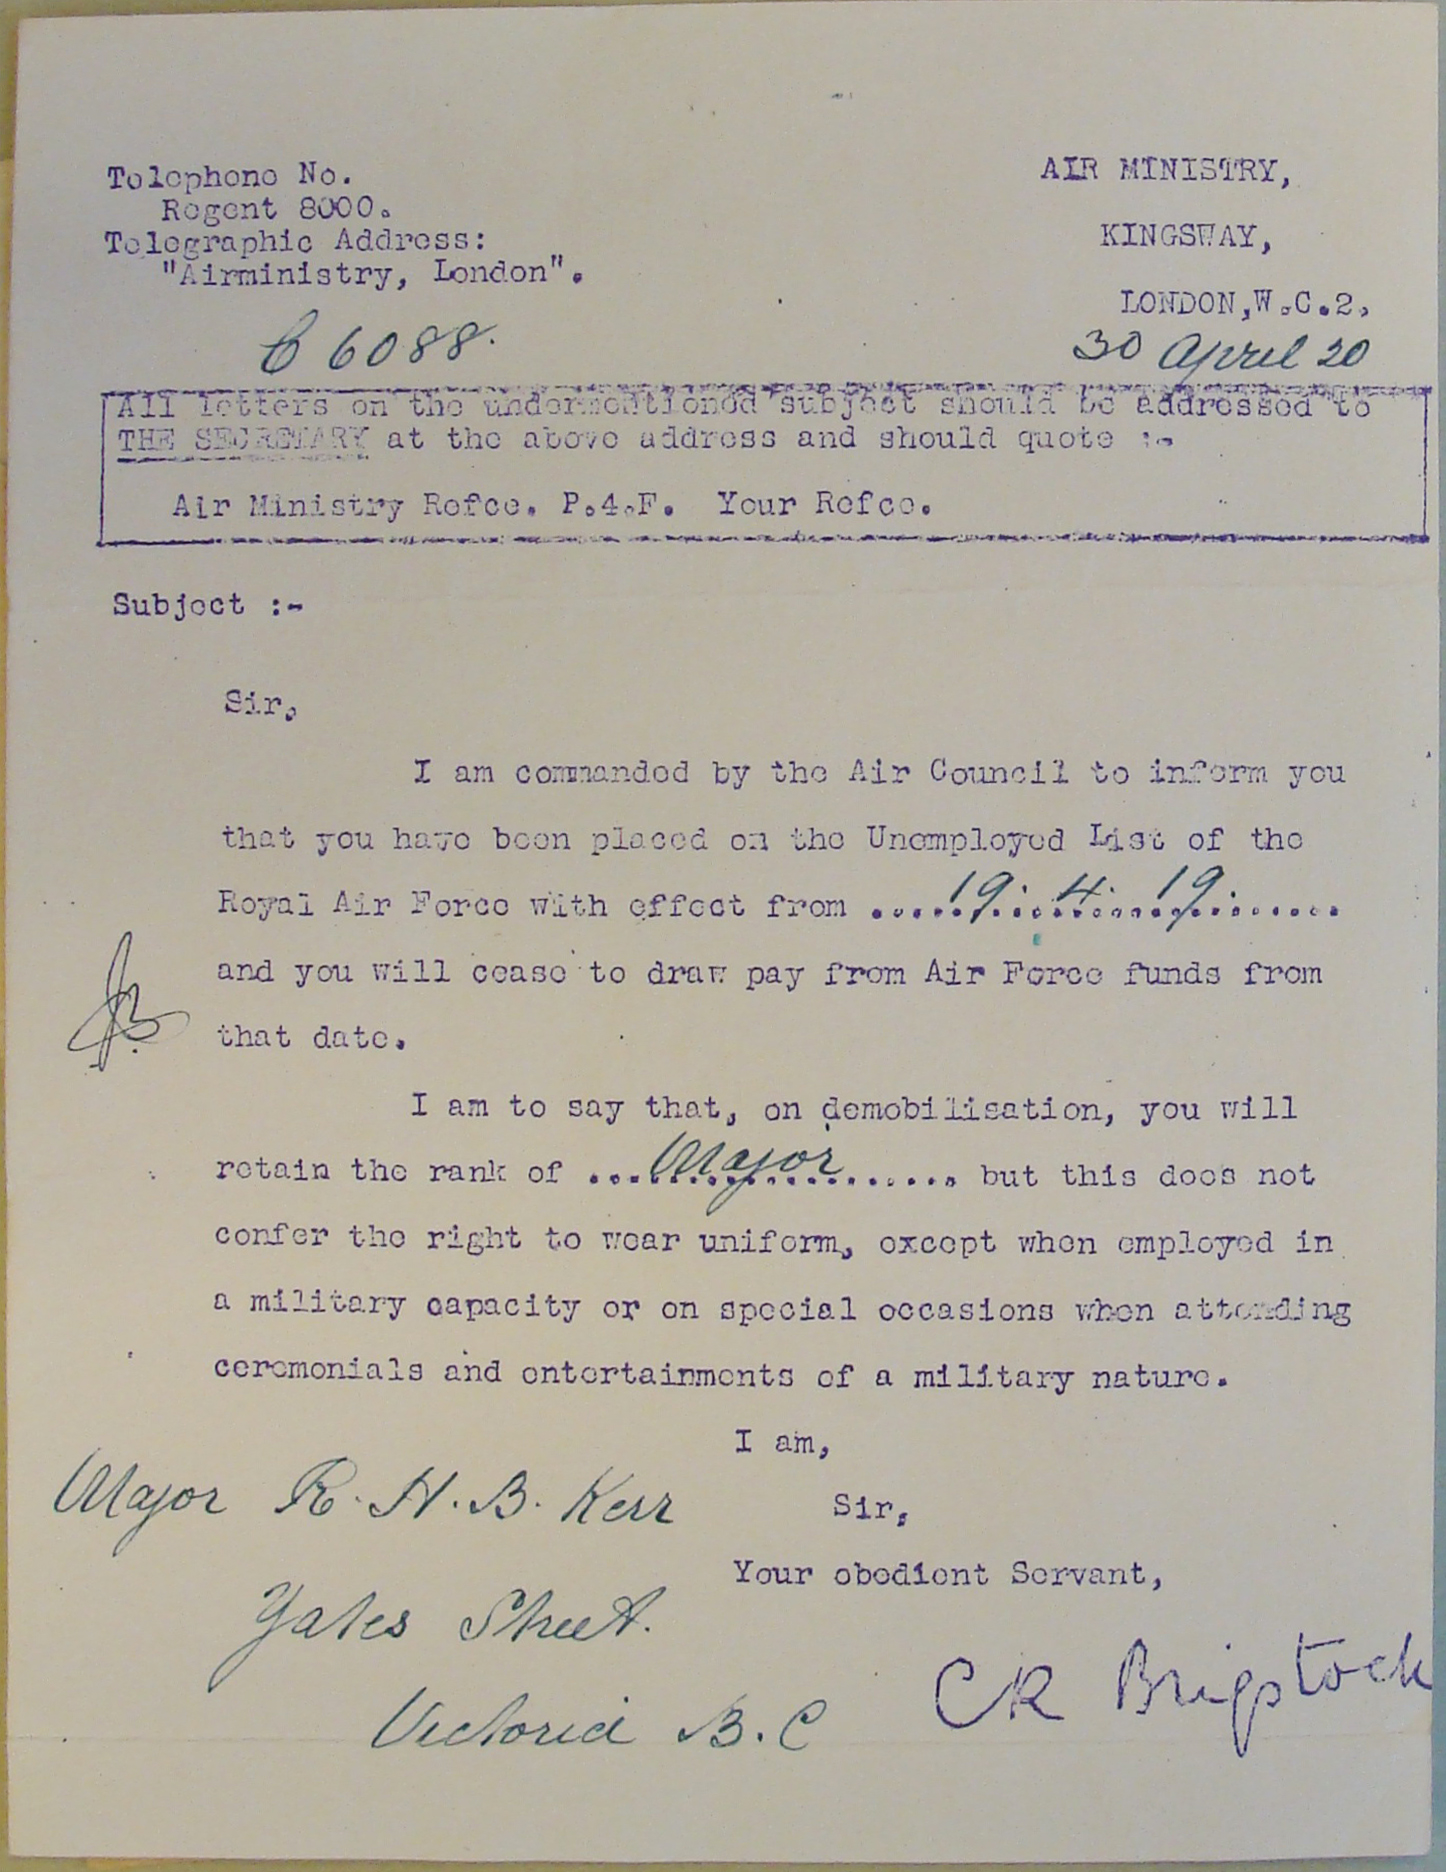 Telephone No.
Regent 8000.
Telegraphic Address:
"Airministry, London".
AIR MINISTRY,
KINGSWAY,
LONDON, W.C.2.
6088.
30 April 20
All letters on the undermentioned subject should be addressed to
THE SECRETARY at the above address and should quote :-
Air Ministry Refce. P.4.F. Your Refce.
Subject :-
Sir,
I am commanded by the Air Council to inform you
that you have been placed on the Unemployed List of the
Royal Air Force with effect from 19. 4. 19.
and you will cease to draw pay from Air Force funds from
that date.
I am to say that, on demobilisation, you will
retain the rank of ...Major... but this does not
confer the right to wear uniform, except when employed in
a military capacity or on special occasions when attending
ceremonials and entertainments of a military nature.
I am,
Sir,
Your obedient Servant,
Major R. H. B. Kerr
Yates Street.
Victoria B.C
CR Brigstock